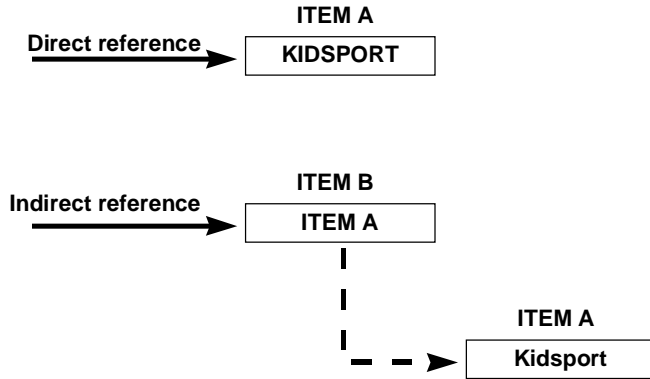 ITEM A
Direct reference
KIDSPORT
ITEM B
Indirect reference
ITEM A
ITEM A
Kidsport